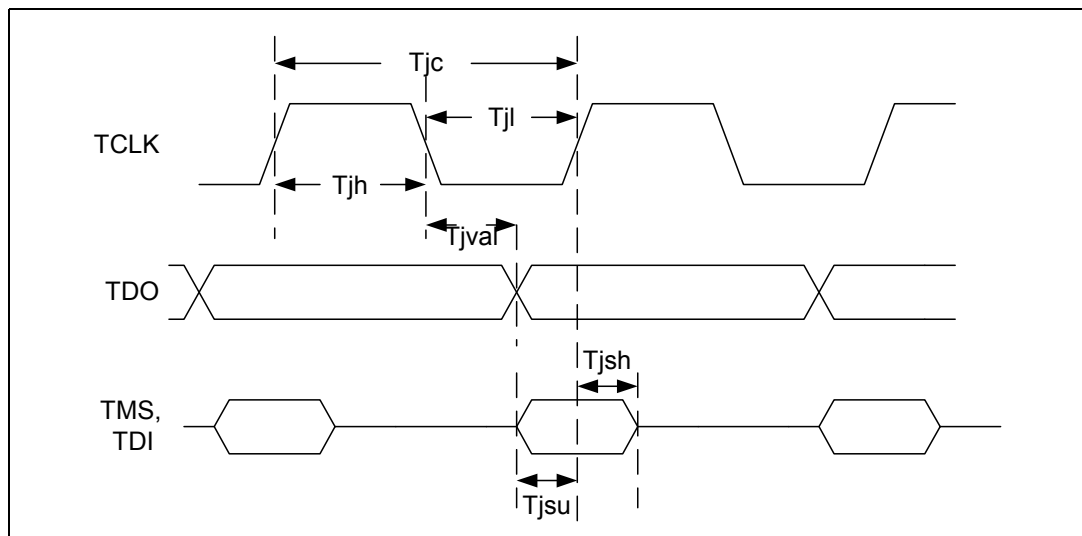 Tjc
TCLK
Tjl
Tjh
Tjval
TDO
Tjsh
TMS,
TDI
Tjsu